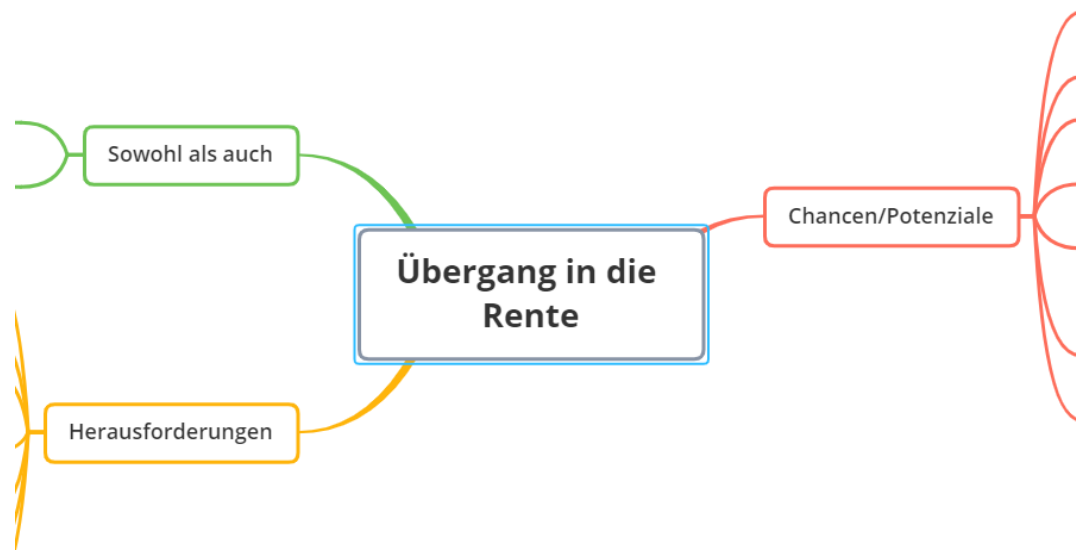 Sowohl als auch
Chancen/Potenziale
Übergang in die
Rente
Herausforderungen